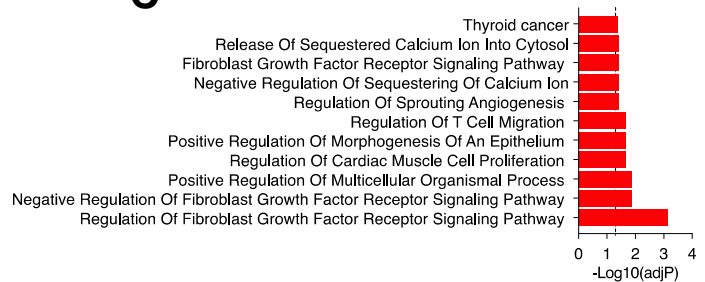 Thyroid cancer
Release Of Sequestered Calcium Ion Into Cytosol
Fibroblast Growth Factor Receptor Signaling Pathway
Negative Regulation Of Sequestering Of Calcium Ion
Regulation Of Sprouting Angiogenesis
Regulation Of T Cell Migration
Positive Regulation Of Morphogenesis Of An Epithelium
Regulation Of Cardiac Muscle Cell Proliferation
Positive Regulation Of Multicellular Organismal Process
Negative Regulation Of Fibroblast Growth Factor Receptor Signaling Pathway
Regulation Of Fibroblast Growth Factor Receptor Signaling Pathway
0 1 2 3 4
-Log10(adjP)